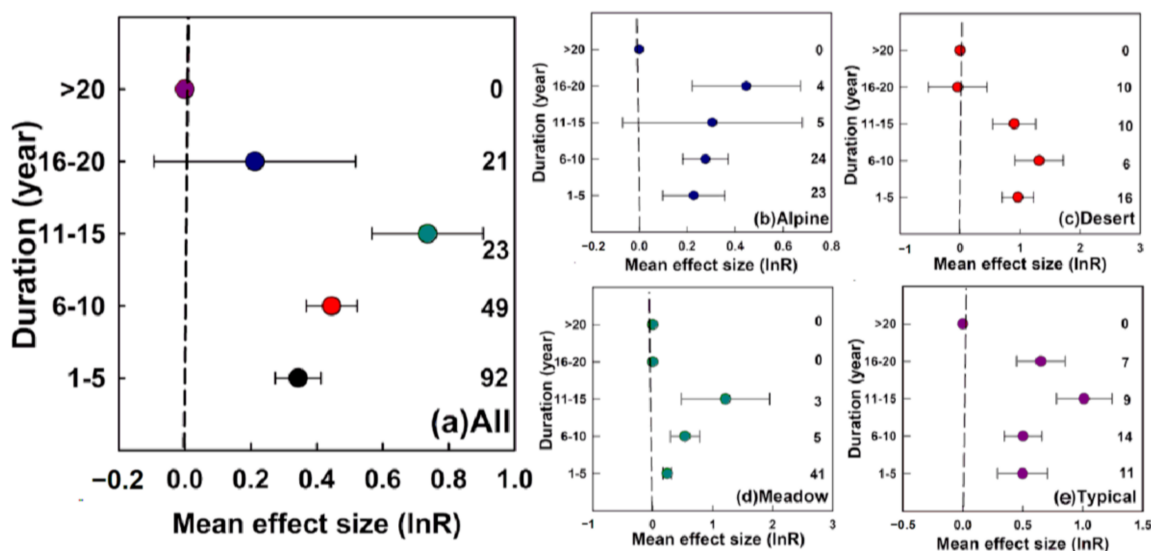 Duration (year)
>20
0
16-20
21
11-15
23
6-10
49
1-5
92
(a)All
−0.2 0.0 0.2 0.4 0.6 0.8 1.0
Mean effect size (lnR)
Duration (year)
>20
0
16-20
4
11-15
5
6-10
24
1-5
23
(b)Alpine
−0.2 0.0 0.2 0.4 0.6 0.8
Mean effect size (lnR)
Duration (year)
>20
0
16-20
10
11-15
10
6-10
6
1-5
16
(c)Desert
−1 0 1 2 3
Mean effect size (lnR)
Duration (year)
>20
0
16-20
0
11-15
3
6-10
5
1-5
41
(d)Meadow
−1 0 1 2 3
Mean effect size (lnR)
Duration (year)
>20
0
16-20
7
11-15
9
6-10
14
1-5
11
(e)Typical
−0.5 0.0 0.5 1.0 1.5
Mean effect size (lnR)